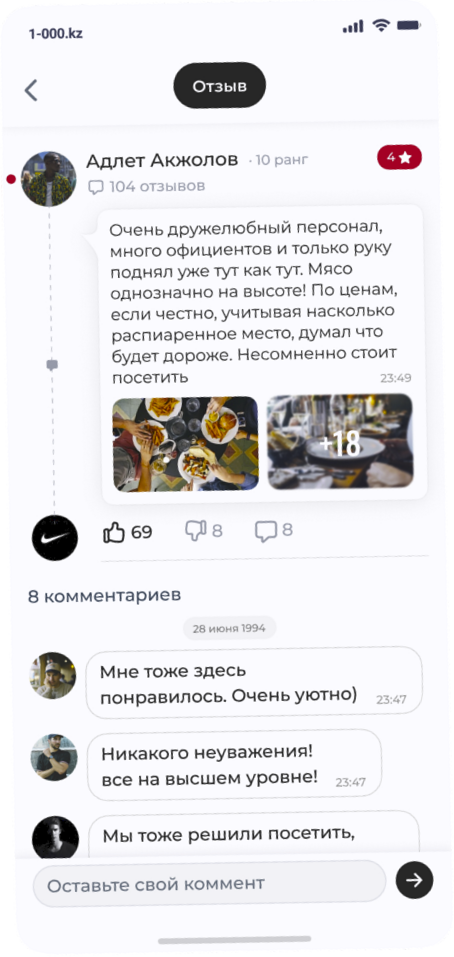 1-000.kz
Отзыв
Адлет Акжолов · 10 ранг
4
104 отзывов
Очень дружелюбный персонал,
много официентов и только руку
поднял уже тут как тут. Мясо
однозначно на высоте! По ценам,
если честно, учитывая насколько
распиаренное место, думал что
будет дороже. Несомненно стоит
посетить
23:49
+18
69
8
8
8 комментариев
28 июня 1994
Мне тоже здесь
понравилось. Очень уютно)
23:47
Никакого неуважения!
все на высшем уровне!
23:47
Мы тоже решили посетить,
Оставьте свой коммент